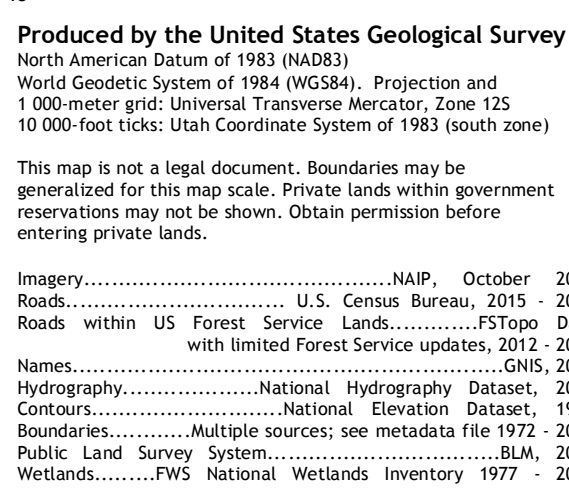 Produced by the United States Geological Survey
North American Datum of 1983 (NAD83)
World Geodetic System of 1984 (WGS84). Projection and
1 000-meter grid: Universal Transverse Mercator, Zone 12S
10 000-foot ticks: Utah Coordinate System of 1983 (south zone)
This map is not a legal document. Boundaries may be
generalized for this map scale. Private lands within government
reservations may not be shown. Obtain permission before
entering private lands.
Imagery............................................NAIP, October
Roads................................ U.S. Census Bureau, 2015 -
Roads within US Forest Service Lands.............FSTopo
with limited Forest Service updates, 2012 -
Names..............................................................GNIS,
Hydrography....................National Hydrography Dataset,
Contours............................National Elevation Dataset,
Boundaries............Multiple sources; see metadata file 1972 -
Public Land Survey System..................................BLM,
Wetlands.........FWS National Wetlands Inventory 1977 -